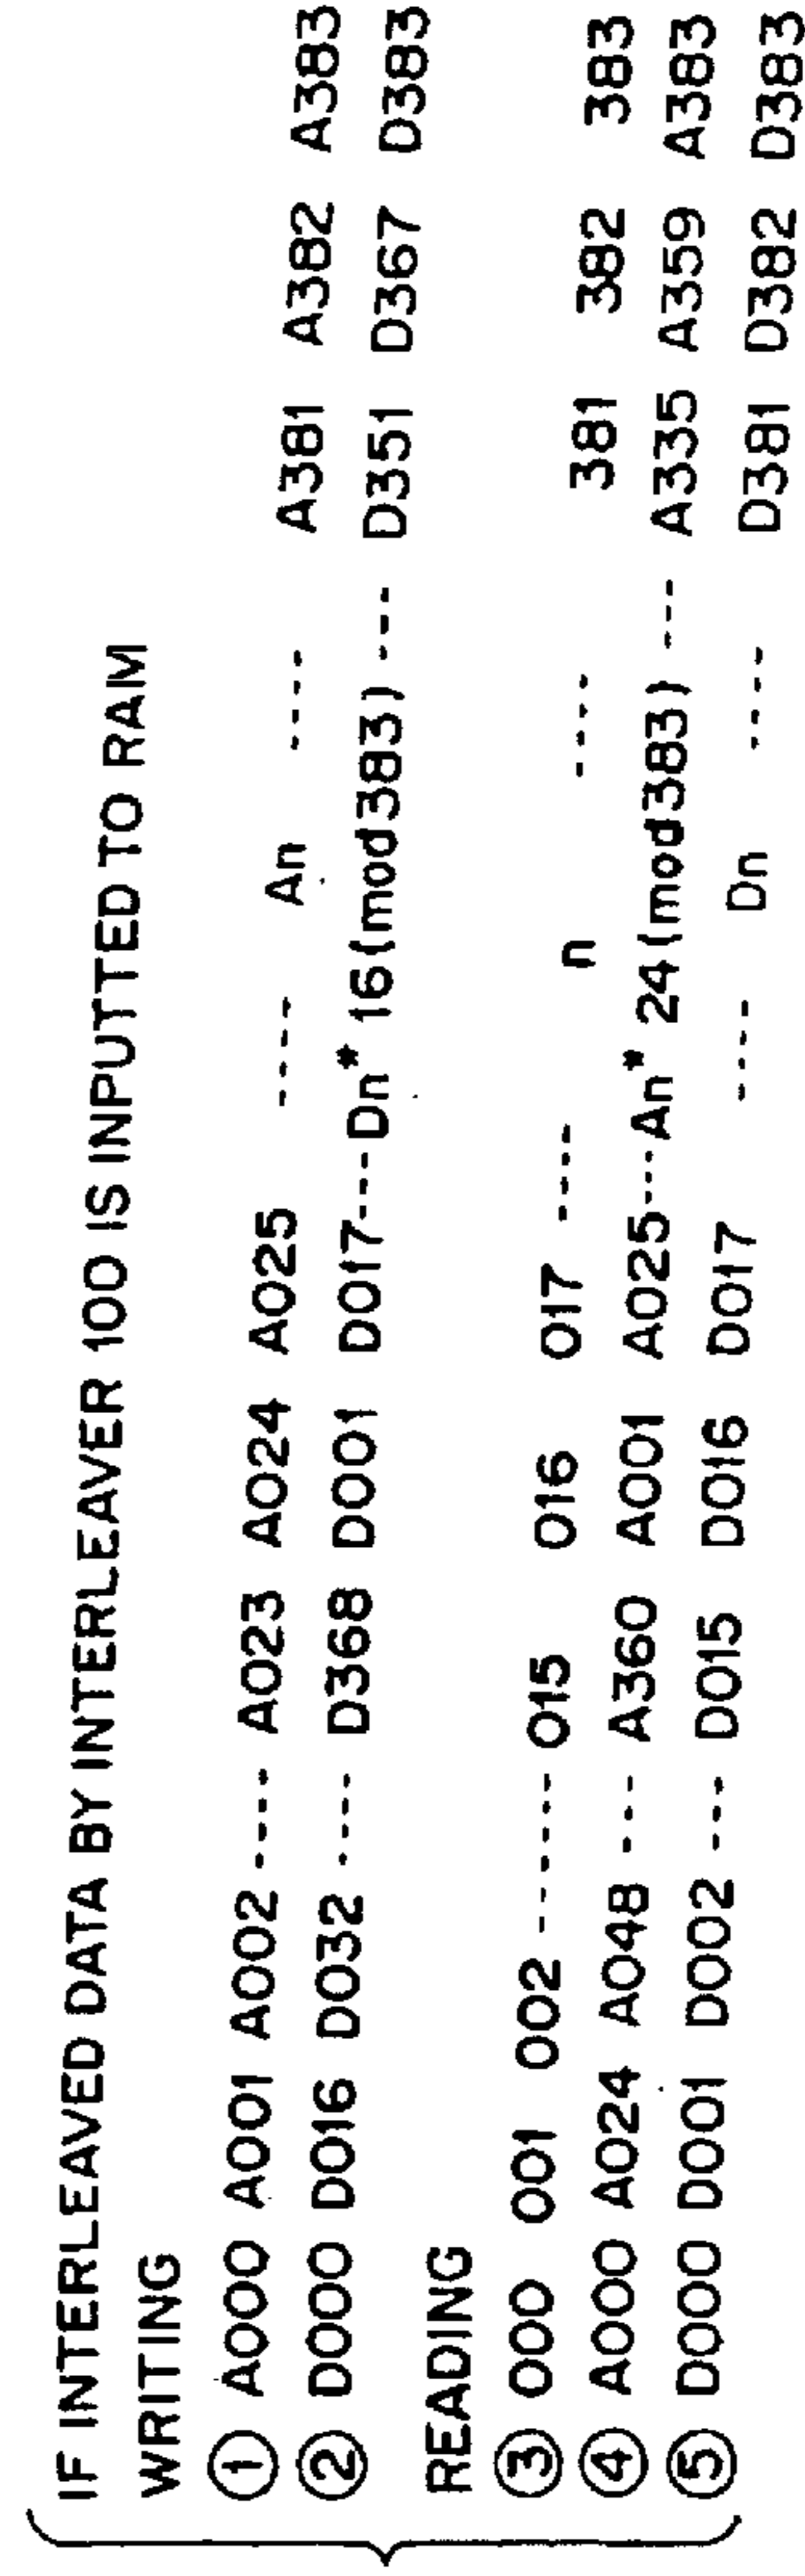 IF INTERLEAVED DATA BY INTERLEAVER 100 IS INPUTTED TO RAM
WRITING
① A000 A001 A002 ---- A023 A024 A025 ---- An ---- A381 A382 A383
② D000 D016 D032 ---- D368 D001 D017---Dn* 16(mod383) --- D351 D367 D383
READING
③ 000 001 002 ------- 015 016 017 ---- n ---- 381 382 383
④ A000 A024 A048 --- A360 A001 A025---An* 24(mod383) --- A335 A359 A383
⑤ D000 D001 D002 --- D015 D016 D017 ---- Dn ---- D381 D382 D383